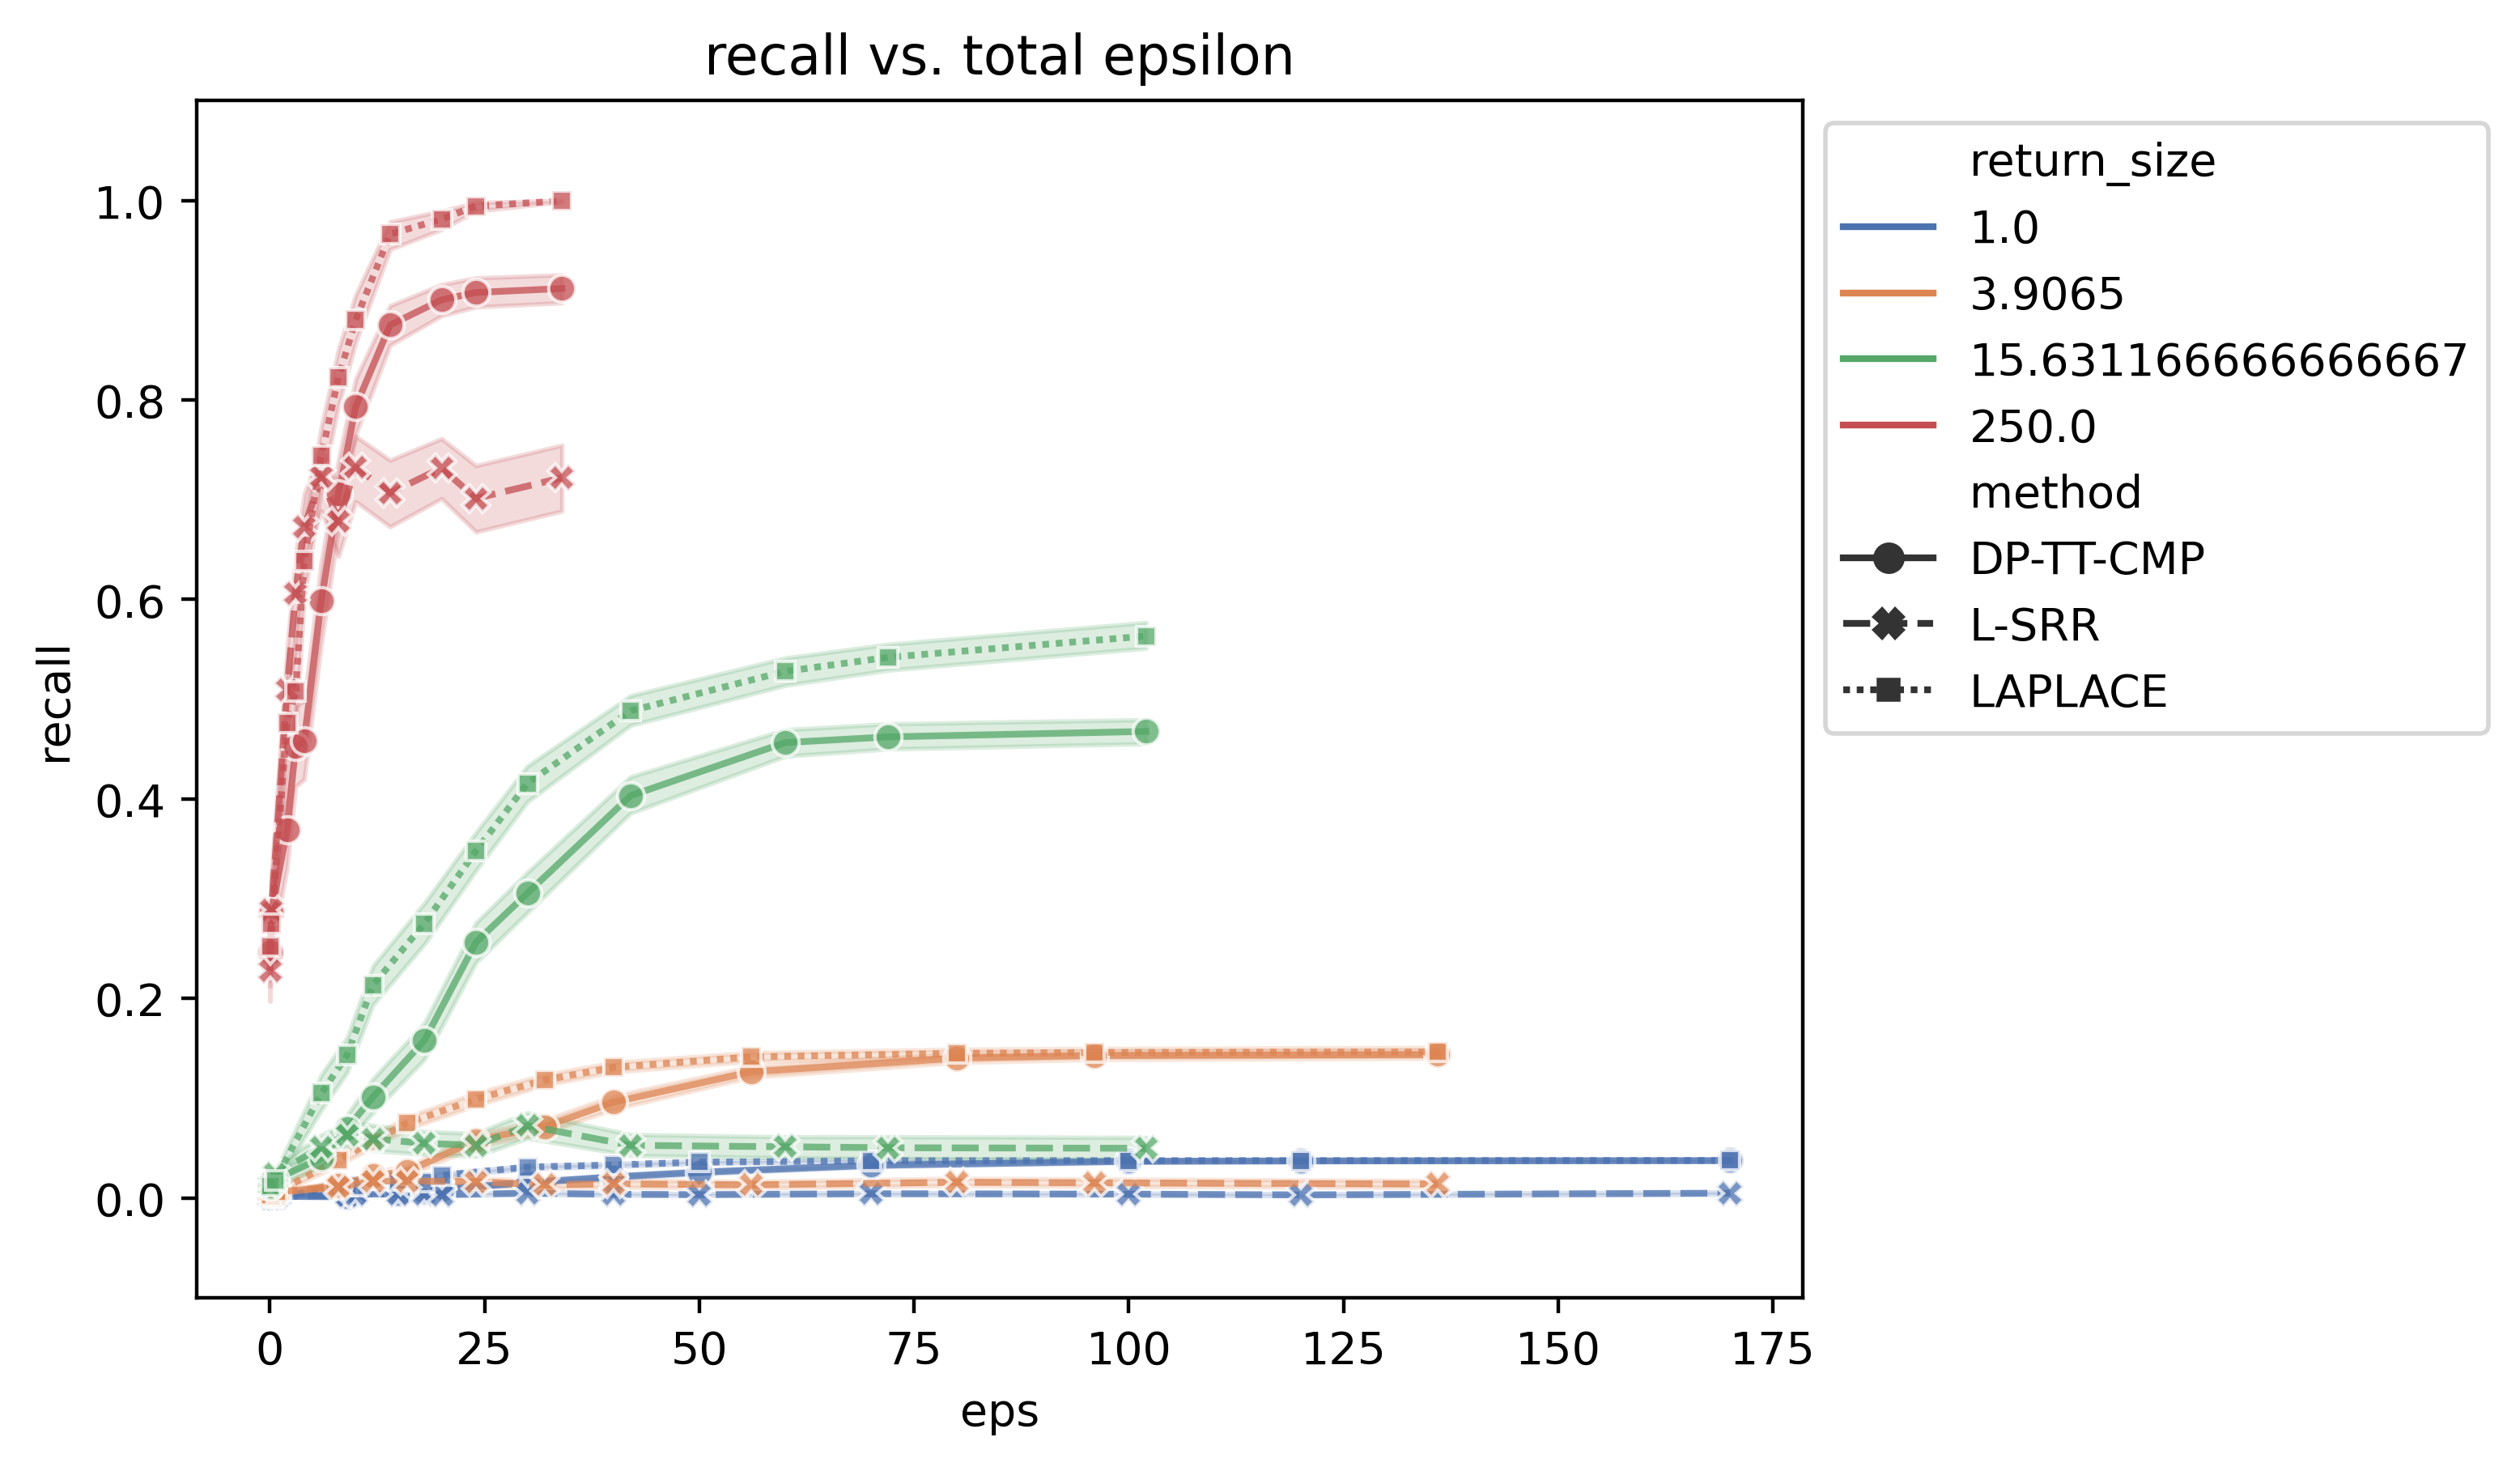 recall vs. total epsilon
1.0
0.8
0.6
0.4
0.2
0.0
recall
0 25 50 75 100 125 150 175
eps
return_size
1.0
3.9065
15.631166666666667
250.0
method
DP-TT-CMP
L-SRR
LAPLACE